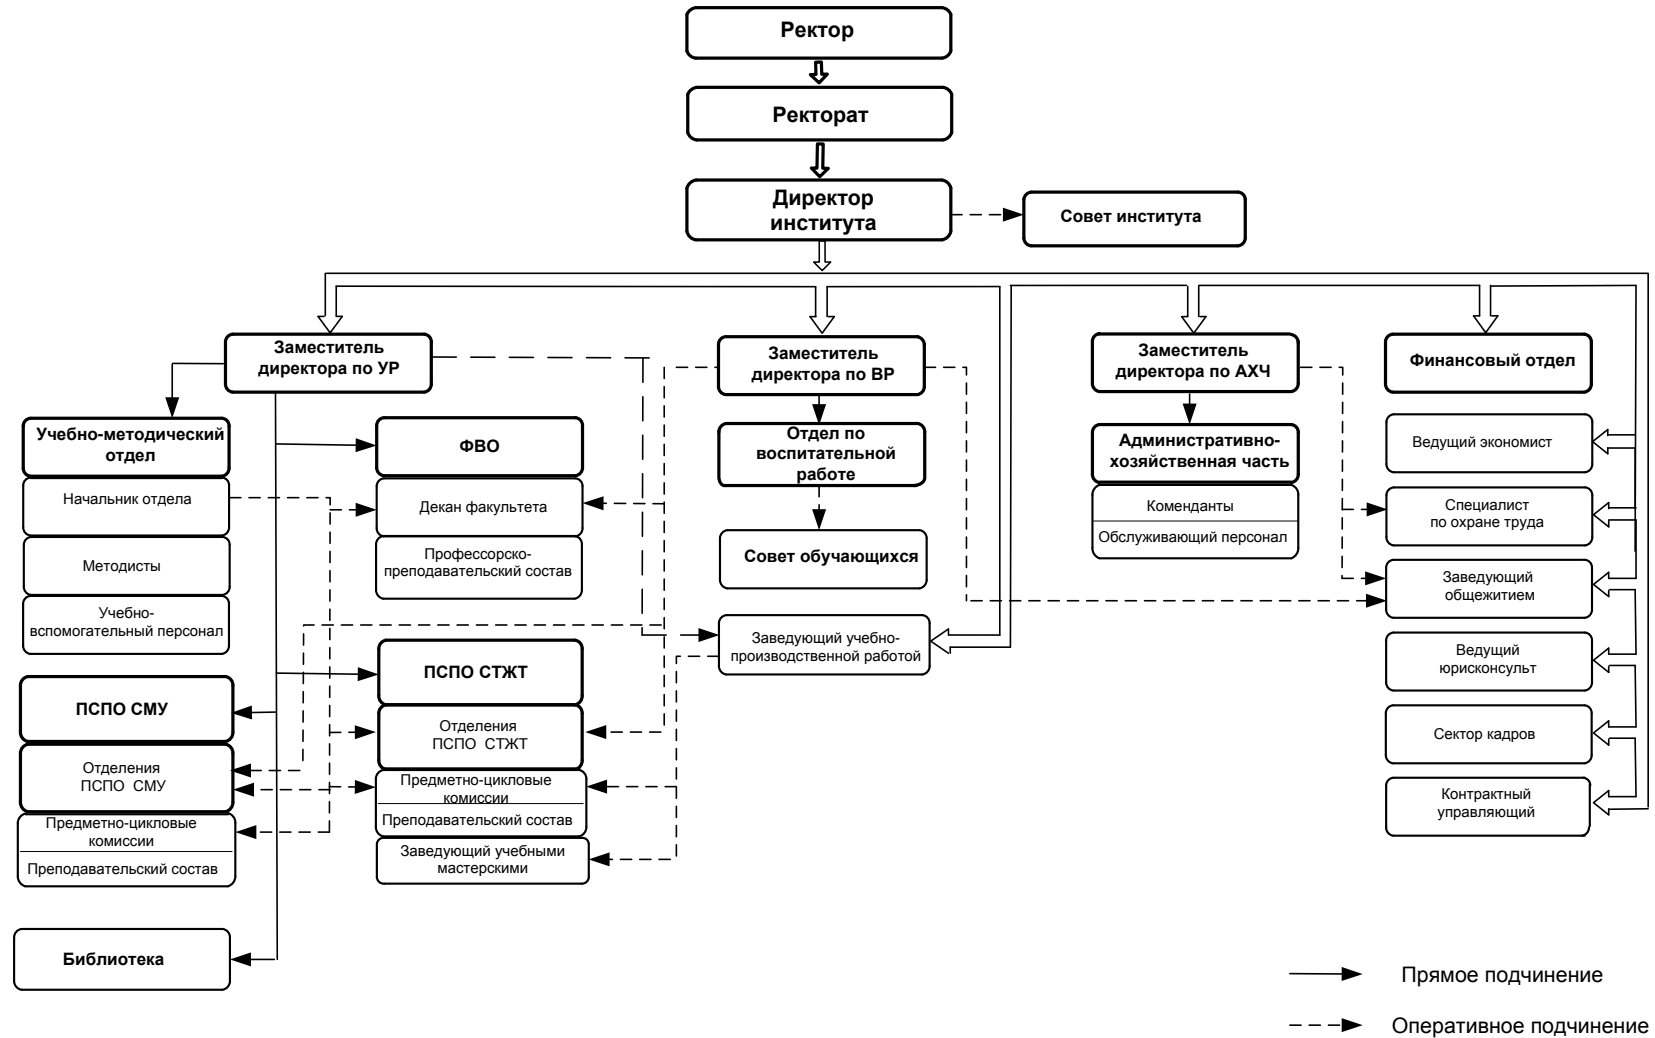 Ректор
Ректорат
Директор
института
Совет института
Заместитель
директора по УР
Заместитель
директора по ВР
Заместитель
директора по АХЧ
Финансовый отдел
Учебно-методический
отдел
Начальник отдела
Методисты
Учебно-
вспомогательный персонал
ПСПО СМУ
Отделения
ПСПО СМУ
Предметно-цикловые
комиссии
Преподавательский состав
Библиотека
ФВО
Декан факультета
Профессорско-
преподавательский состав
ПСПО СТЖТ
Отделения
ПСПО СТЖТ
Предметно-цикловые
комиссии
Преподавательский состав
Заведующий учебными
мастерскими
Отдел по
воспитательной
работе
Совет обучающихся
Заведующий учебно-
производственной работой
Административно-
хозяйственная часть
Коменданты
Обслуживающий персонал
Ведущий экономист
Специалист
по охране труда
Заведующий
общежитием
Ведущий
юрисконсульт
Сектор кадров
Контрактный
управляющий
Прямое подчинение
Оперативное подчинение